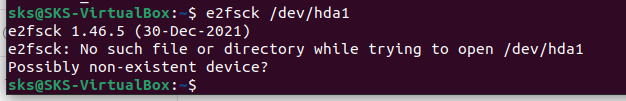 sks@SKS-VirtualBox:~$ e2fsck /dev/hda1
e2fsck 1.46.5 (30-Dec-2021)
e2fsck: No such file or directory while trying to open /dev/hda1
Possibly non-existent device?
sks@SKS-VirtualBox:~$